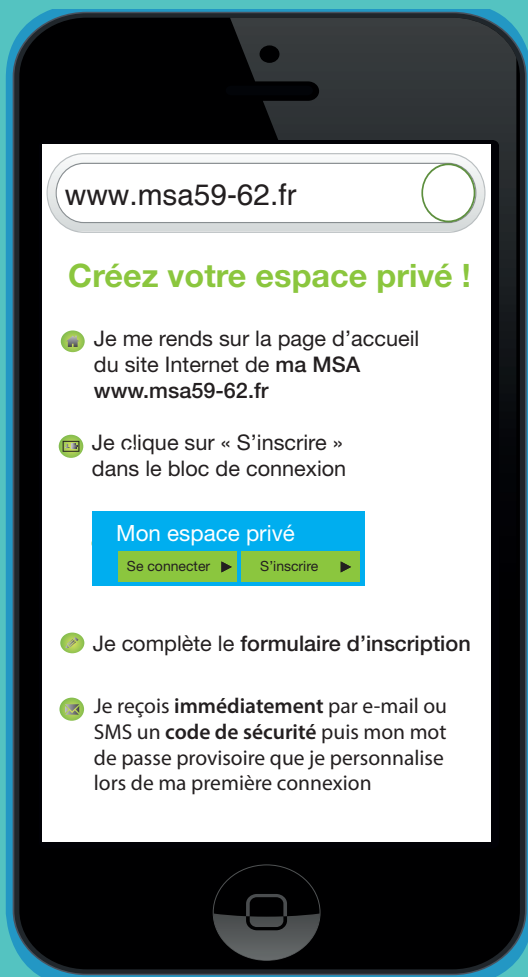 www.msa59-62.fr
Créez votre espace privé !
Je me rends sur la page d’accueil
du site Internet de ma MSA
www.msa59-62.fr
Je clique sur « S’inscrire »
dans le bloc de connexion
Mon espace privé
Se connecter ▶ S’inscrire ▶
Je complète le formulaire d’inscription
Je reçois immédiatement par e-mail ou
SMS un code de sécurité puis mon mot
de passe provisoire que je personnalise
lors de ma première connexion